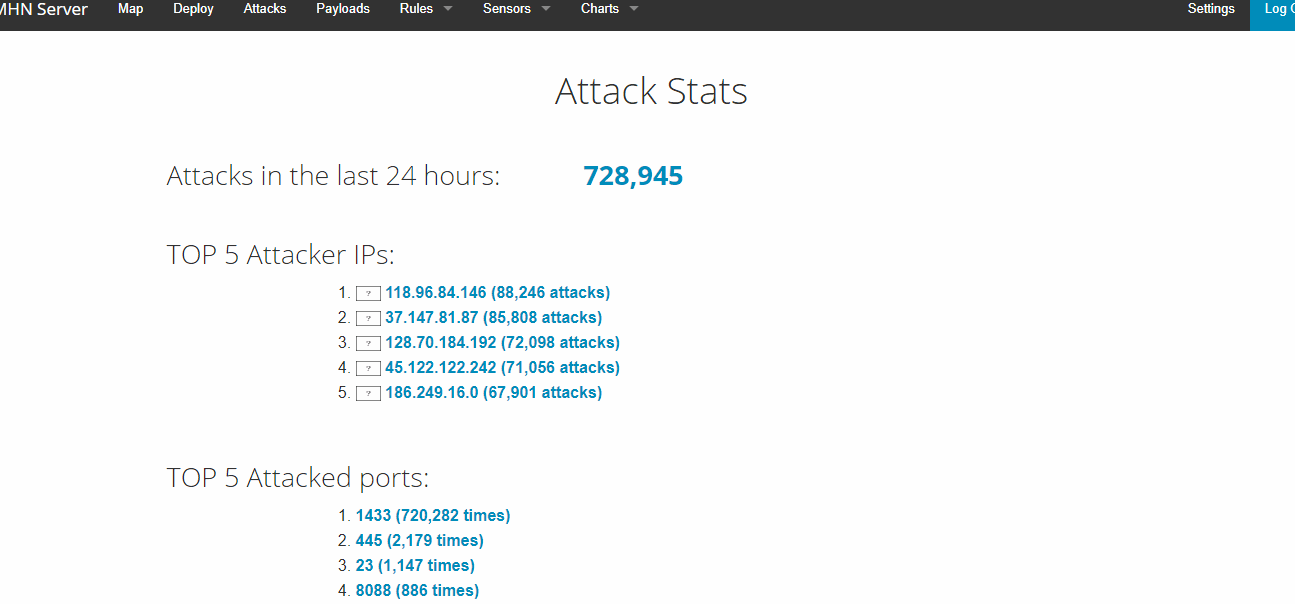 MHN Server Map Deploy Attacks Payloads Rules Sensors Charts Settings Log
Attack Stats
Attacks in the last 24 hours: 728,945
TOP 5 Attacker IPs:
1. ? 118.96.84.146 (88,246 attacks)
2. ? 37.147.81.87 (85,808 attacks)
3. ? 128.70.184.192 (72,098 attacks)
4. ? 45.122.122.242 (71,056 attacks)
5. ? 186.249.16.0 (67,901 attacks)
TOP 5 Attacked ports:
1. 1433 (720,282 times)
2. 445 (2,179 times)
3. 23 (1,147 times)
4. 8088 (886 times)